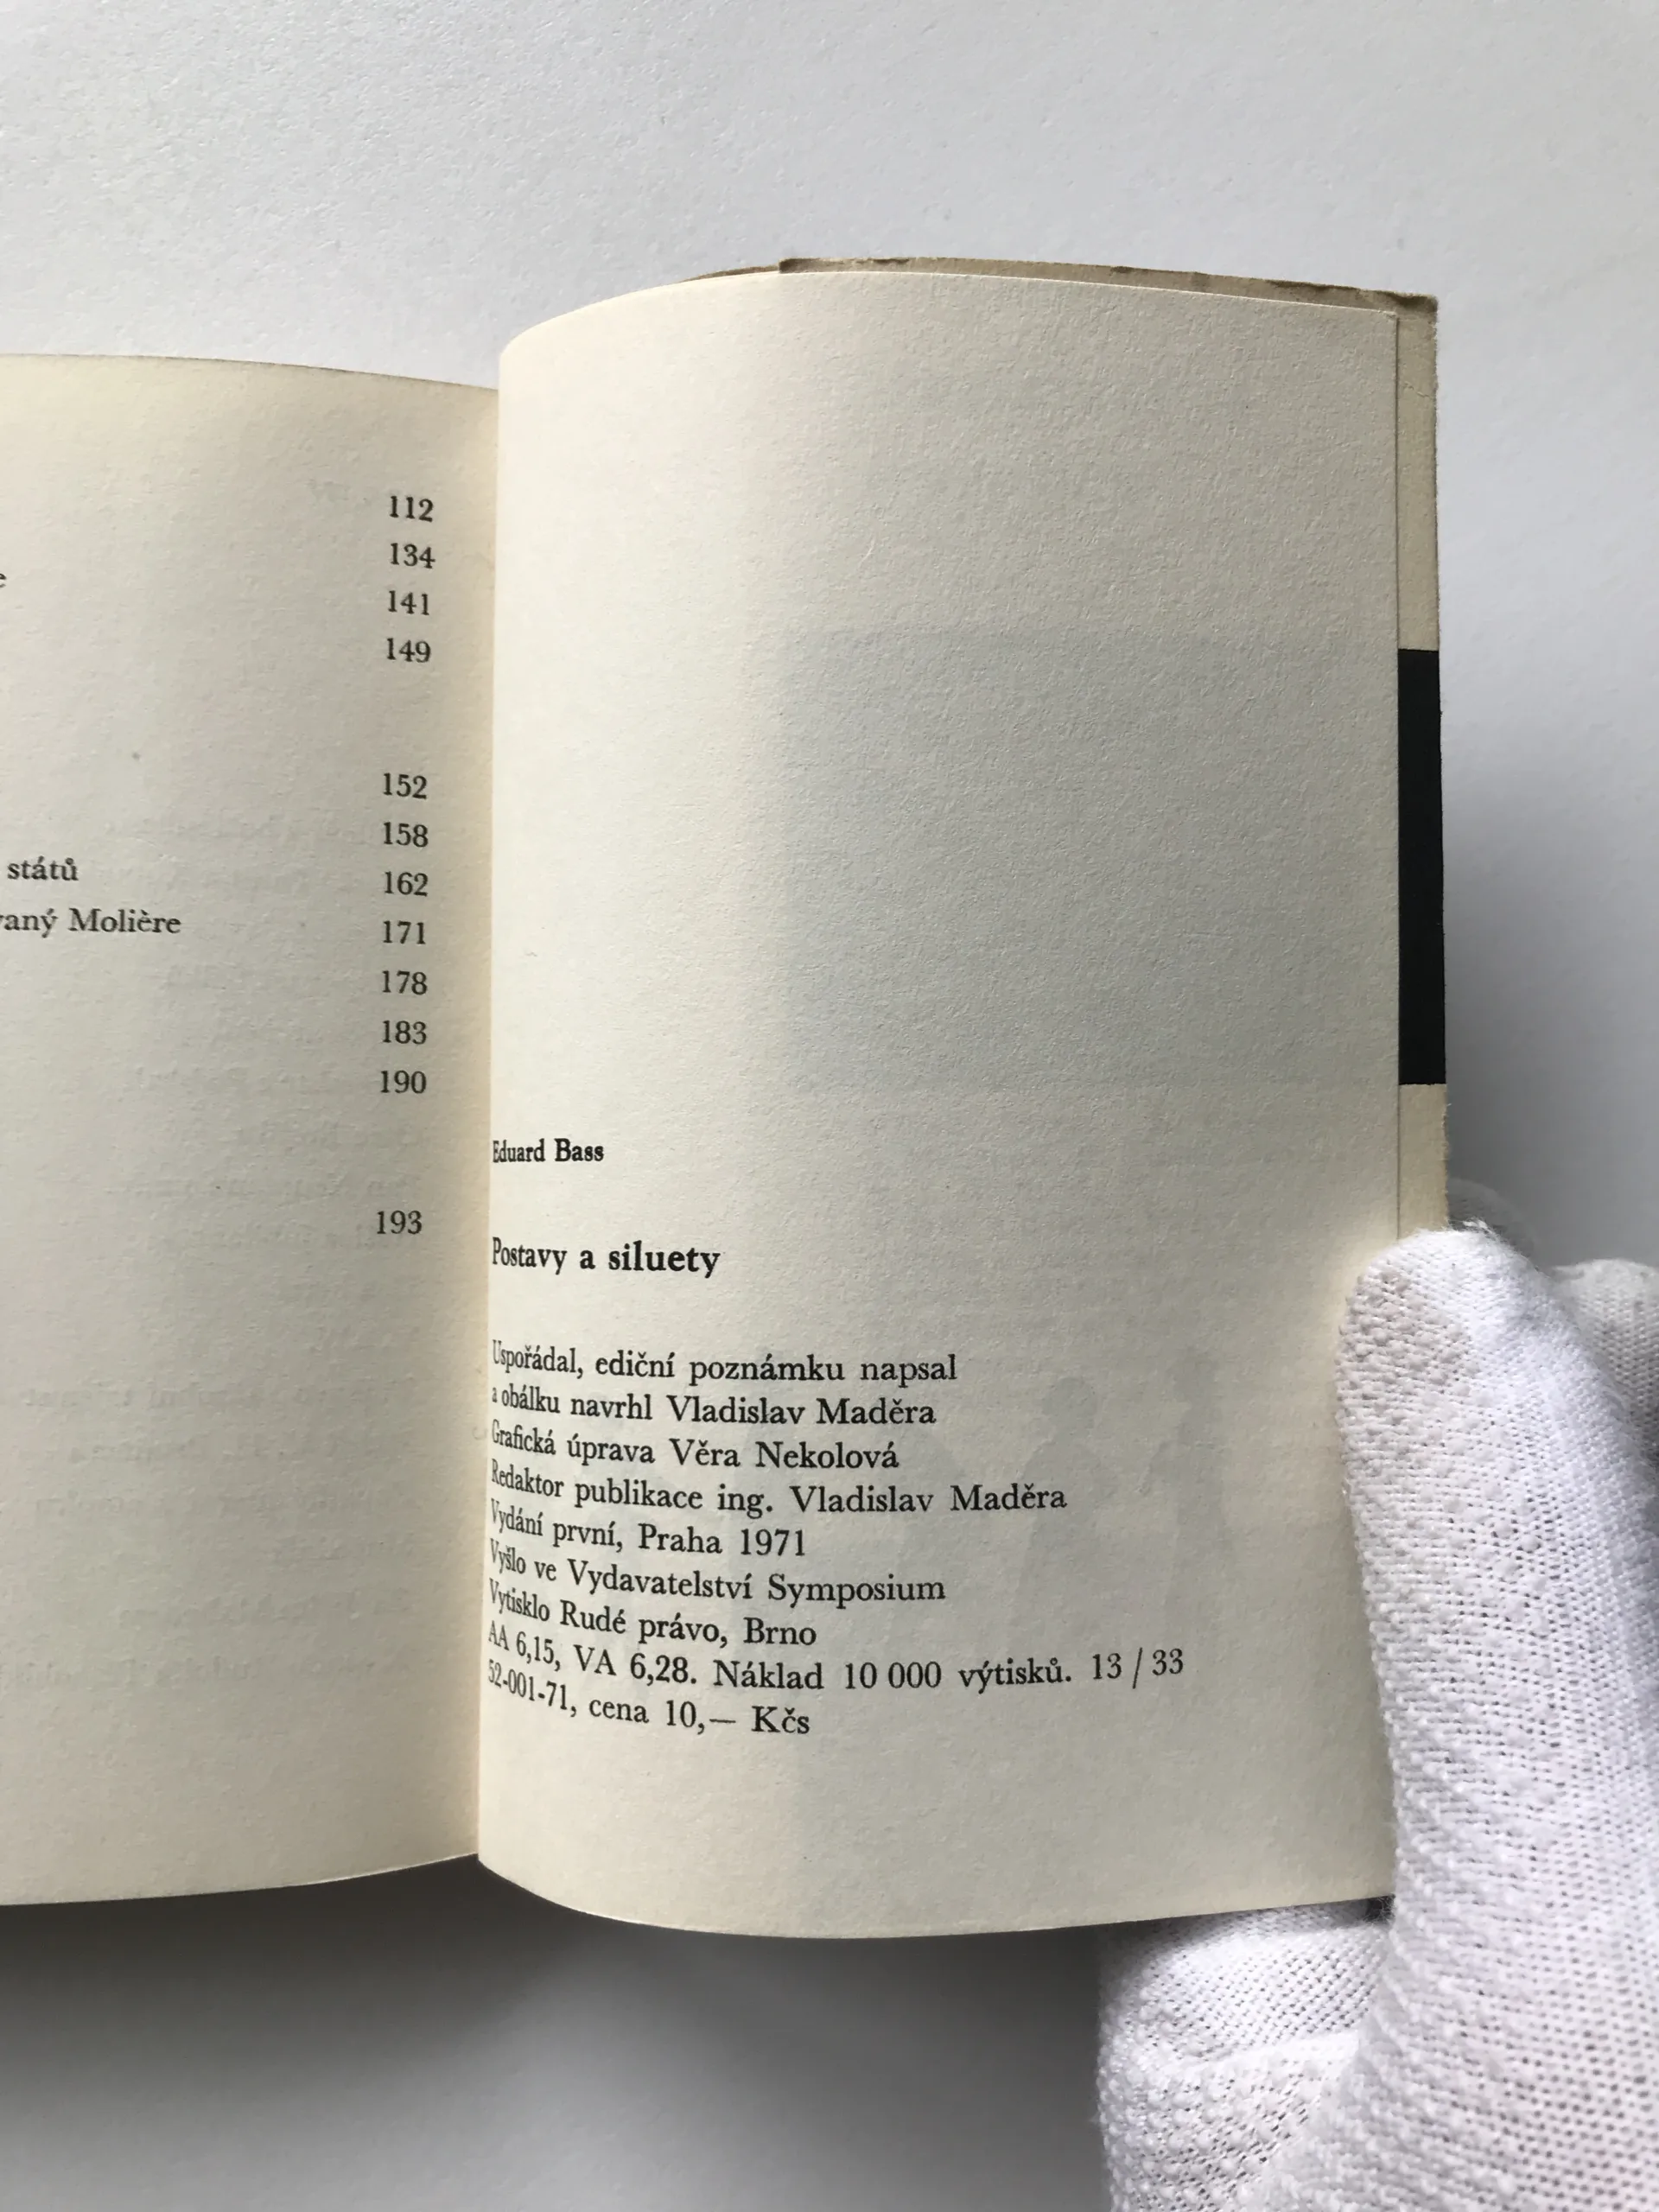 112
134
141
149
152
158
států
162
vaný Molière
171
178
183
190
193
Eduard Bass
Postavy a siluety
Uspořádal, ediční poznámku napsal
a obálku navrhl Vladislav Maděra
Grafická úprava Věra Nekolová
Redaktor publikace ing. Vladislav Maděra
Vydání první, Praha 1971
Vyšlo ve Vydavatelství Symposium
Vytisklo Rudé právo, Brno
AA 6,15, VA 6,28. Náklad 10 000 výtisků. 13 / 33
52-001-71, cena 10,— Kčs